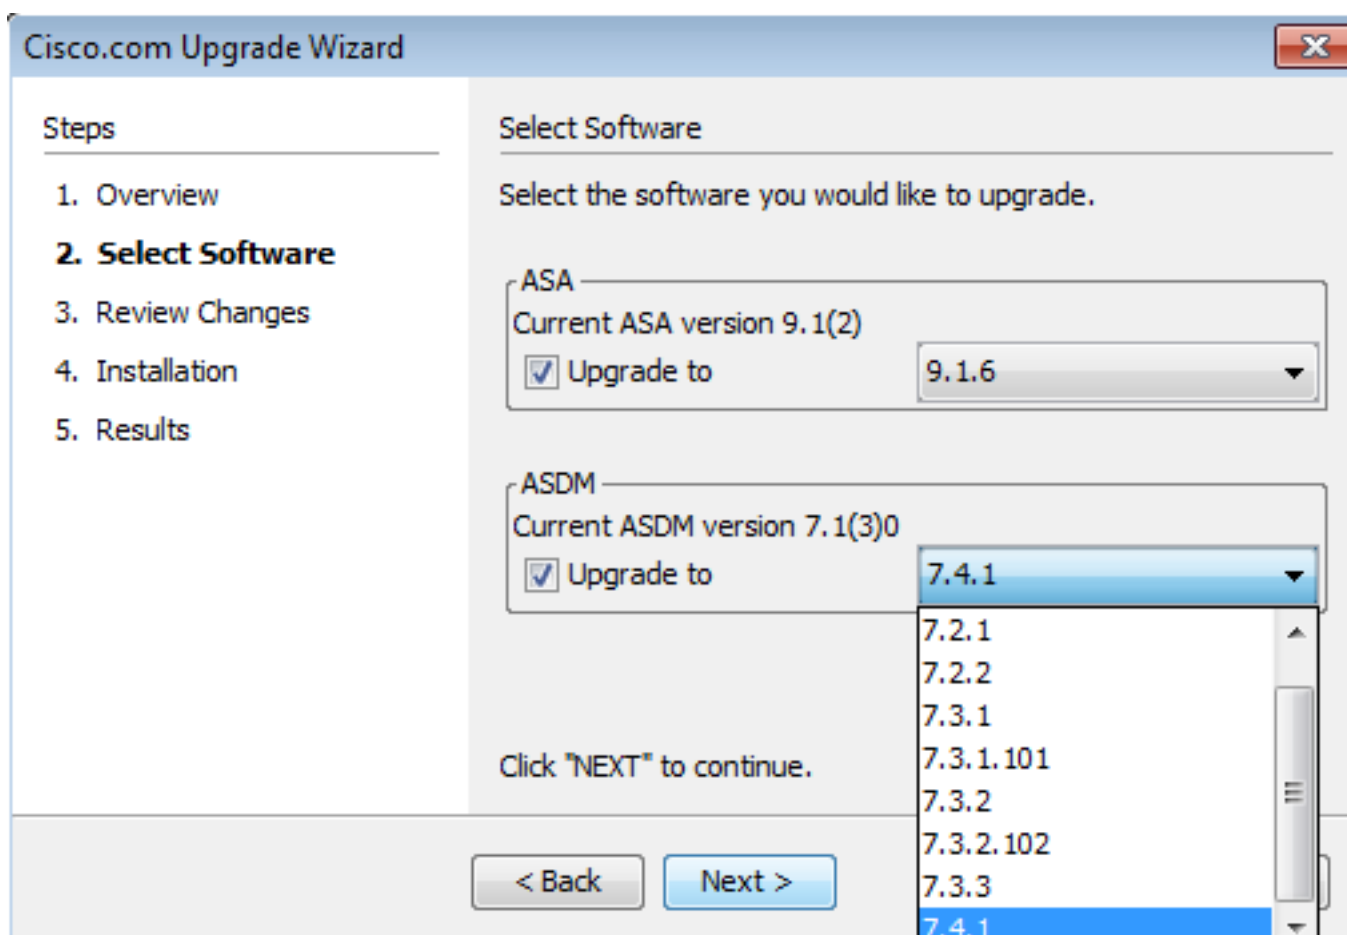 Cisco.com Upgrade Wizard
Steps
1. Overview
2. Select Software
3. Review Changes
4. Installation
5. Results
Select Software
Select the software you would like to upgrade.
ASA
Current ASA version 9.1(2)
Upgrade to
9.1.6
ASDM
Current ASDM version 7.1(3)0
Upgrade to
7.4.1
7.2.1
7.2.2
7.3.1
7.3.1.101
7.3.2
7.3.2.102
7.3.3
7.4.1
Click "NEXT" to continue.
< Back
Next >